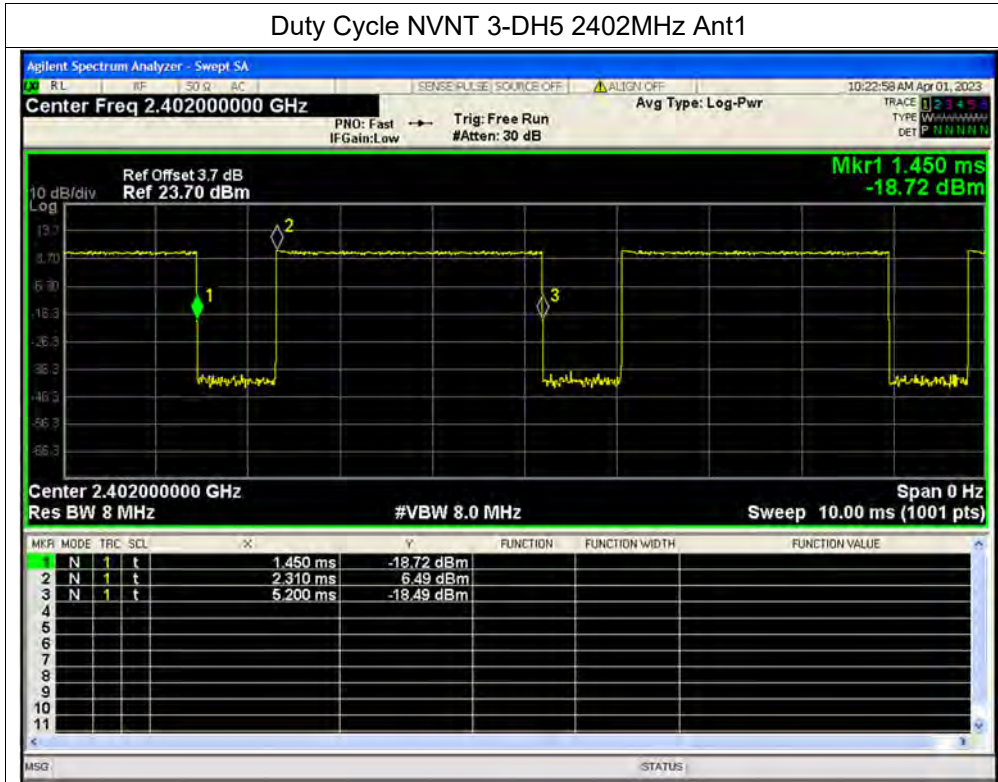 Duty Cycle NVNT 3-DH5 2402MHz Ant1
Agilent Spectrum Analyzer - Swept SA
RL RF 50 Ω AC SENSE:PULSE SOURCE OFF ALIGN OFF 10:22:58 AM Apr 01, 2023
Center Freq 2.402000000 GHz
PNO: Fast
IFGain:Low
Trig: Free Run
#Atten: 30 dB
Avg Type: Log-Pwr
TRACE 1 2 3 4 5 6
TYPE W
DET P N N N N N
Mkr1 1.450 ms
-18.72 dBm
Ref Offset 3.7 dB
10 dB/div Ref 23.70 dBm
Log
13.7
3.70
-6.30
-16.3
-26.3
-36.3
-46.3
-56.3
-66.3
1
2
3
Center 2.402000000 GHz Span 0 Hz
Res BW 8 MHz #VBW 8.0 MHz Sweep 10.00 ms (1001 pts)
MKR MODE TRC SCL X Y FUNCTION FUNCTION WIDTH FUNCTION VALUE
1 N 1 t 1.450 ms -18.72 dBm
2 N 1 t 2.310 ms 6.49 dBm
3 N 1 t 5.200 ms -18.49 dBm
4
5
6
7
8
9
10
11
MSG STATUS